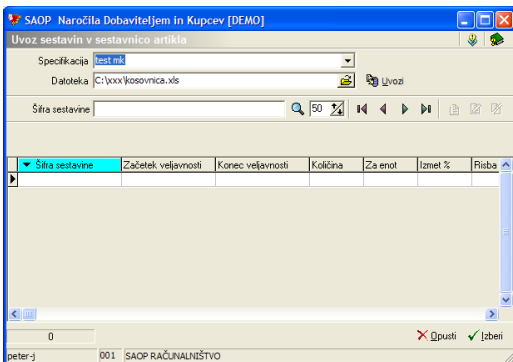 SAOP Naročila Dobaviteljem in Kupcev [DEMO]
Uvoz sestavin v sestavnico artikla
Specifikacija test mk
Datoteka C:\xxx\kosovnica.xls Uvozi
Šifra sestavine 50
Šifra sestavine Začetek veljavnosti Konec veljavnosti Količina Za enot Izmet % Risba
0 Opusti Izberi
peter-j 001 SAOP RAČUNALNIŠTVO